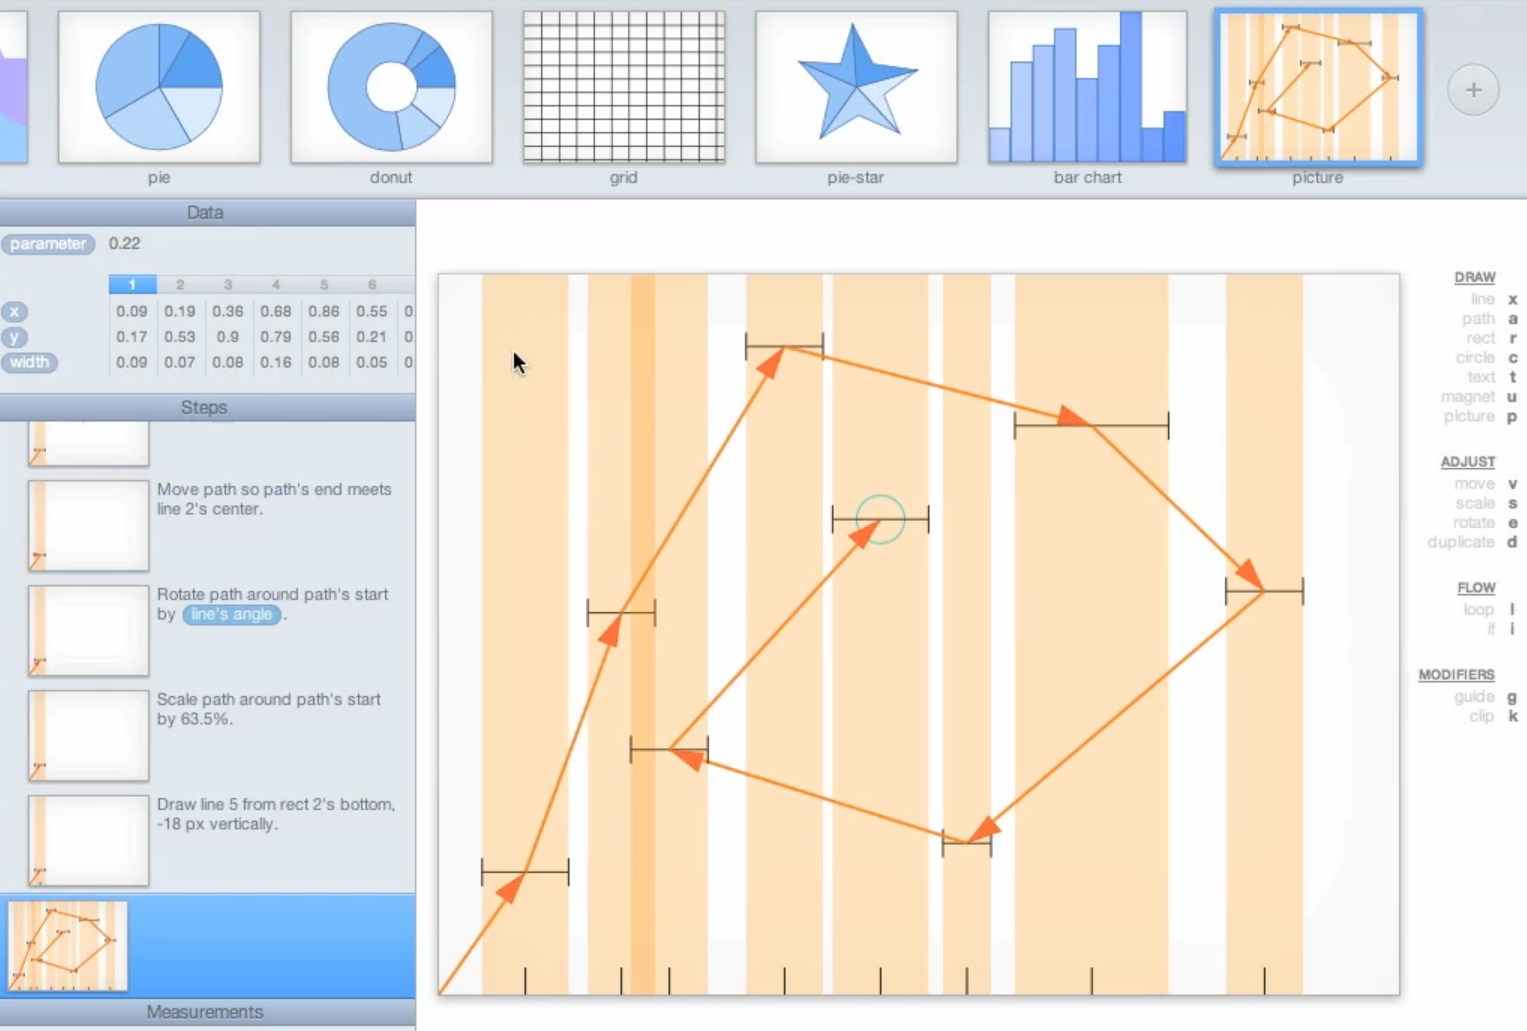 pie
donut
grid
pie-star
bar chart
picture
+
Data
parameter 0.22
1 2 3 4 5 6
x 0.09 0.19 0.36 0.68 0.86 0.55 0
y 0.17 0.53 0.9 0.79 0.56 0.21 0.
width 0.09 0.07 0.08 0.16 0.08 0.05 0.
Steps
Move path so path's end meets
line 2's center.
Rotate path around path's start
by line's angle .
Scale path around path's start
by 63.5%.
Draw line 5 from rect 2's bottom,
-18 px vertically.
Measurements
DRAW
line x
path a
rect r
circle c
text t
magnet u
picture p
ADJUST
move v
scale s
rotate e
duplicate d
FLOW
loop l
if i
MODIFIERS
guide g
clip k